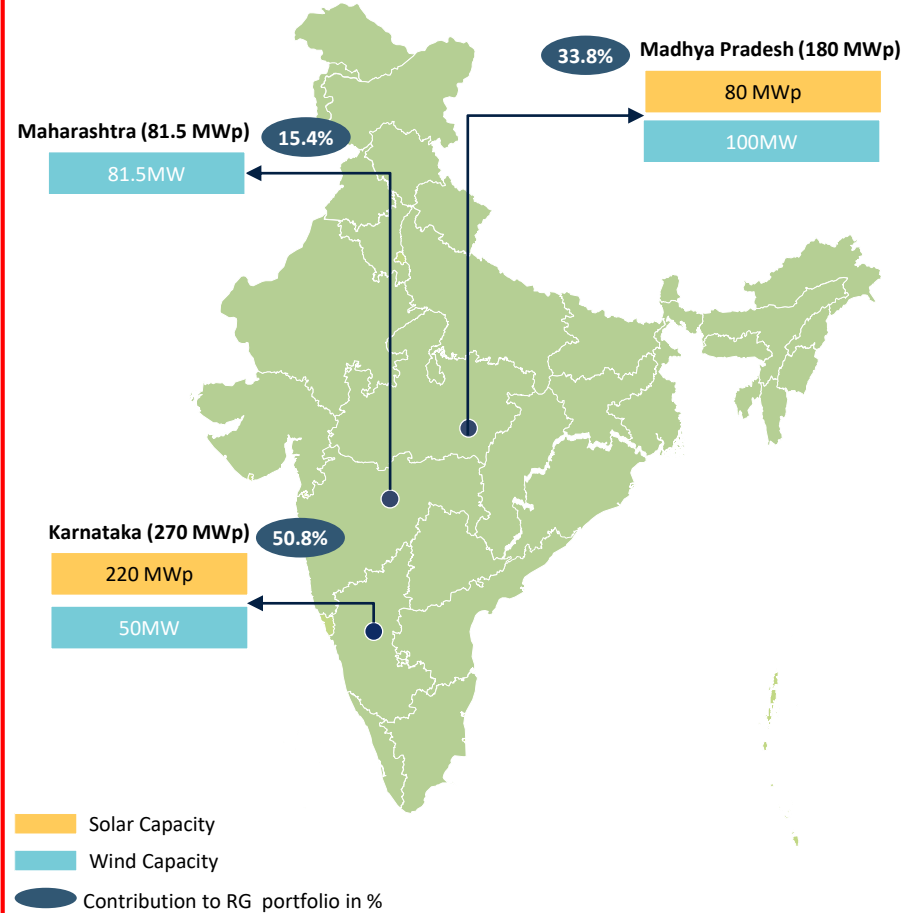 33.8%
Madhya Pradesh (180 MWp)
80 MWp
100MW
Maharashtra (81.5 MWp)
15.4%
81.5MW
Karnataka (270 MWp)
50.8%
220 MWp
50MW
Solar Capacity
Wind Capacity
Contribution to RG portfolio in %